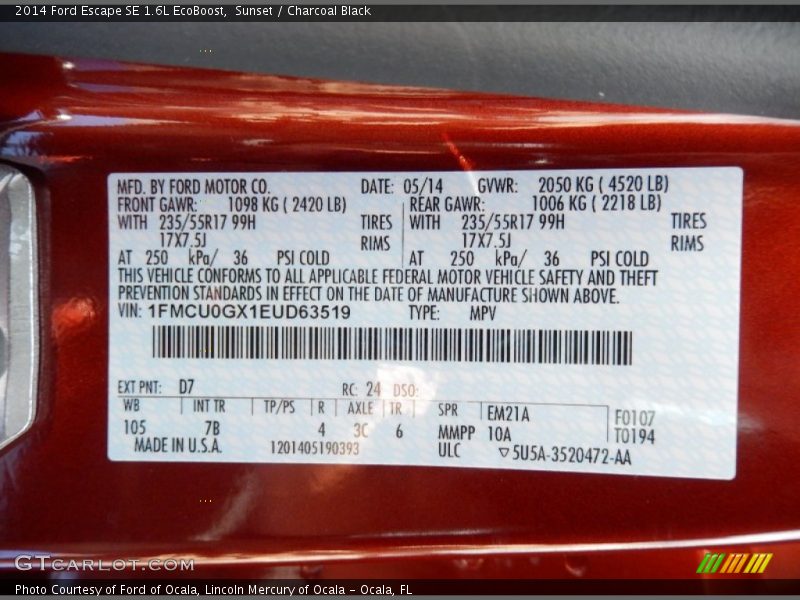 2014 Ford Escape SE 1.6L EcoBoost, Sunset / Charcoal Black
MFD. BY FORD MOTOR CO. DATE: 05/14 GVWR: 2050 KG ( 4520 LB)
FRONT GAWR: 1098 KG ( 2420 LB) REAR GAWR: 1006 KG ( 2218 LB)
WITH 235/55R17 99H TIRES WITH 235/55R17 99H TIRES
17X7.5J RIMS 17X7.5J RIMS
AT 250 kPa/ 36 PSI COLD AT 250 kPa/ 36 PSI COLD
THIS VEHICLE CONFORMS TO ALL APPLICABLE FEDERAL MOTOR VEHICLE SAFETY AND THEFT
PREVENTION STANDARDS IN EFFECT ON THE DATE OF MANUFACTURE SHOWN ABOVE.
VIN: 1FMCU0GX1EUD63519 TYPE: MPV
EXT PNT: D7 RC: 24 DSO:
WB INT TR TP/PS R AXLE TR SPR EM21A F0107
105 7B 4 3C 6 MMPP 10A T0194
MADE IN U.S.A. 1201405190393 ULC ▽5U5A-3520472-AA
GTcarlot.com
Photo Courtesy of Ford of Ocala, Lincoln Mercury of Ocala – Ocala, FL